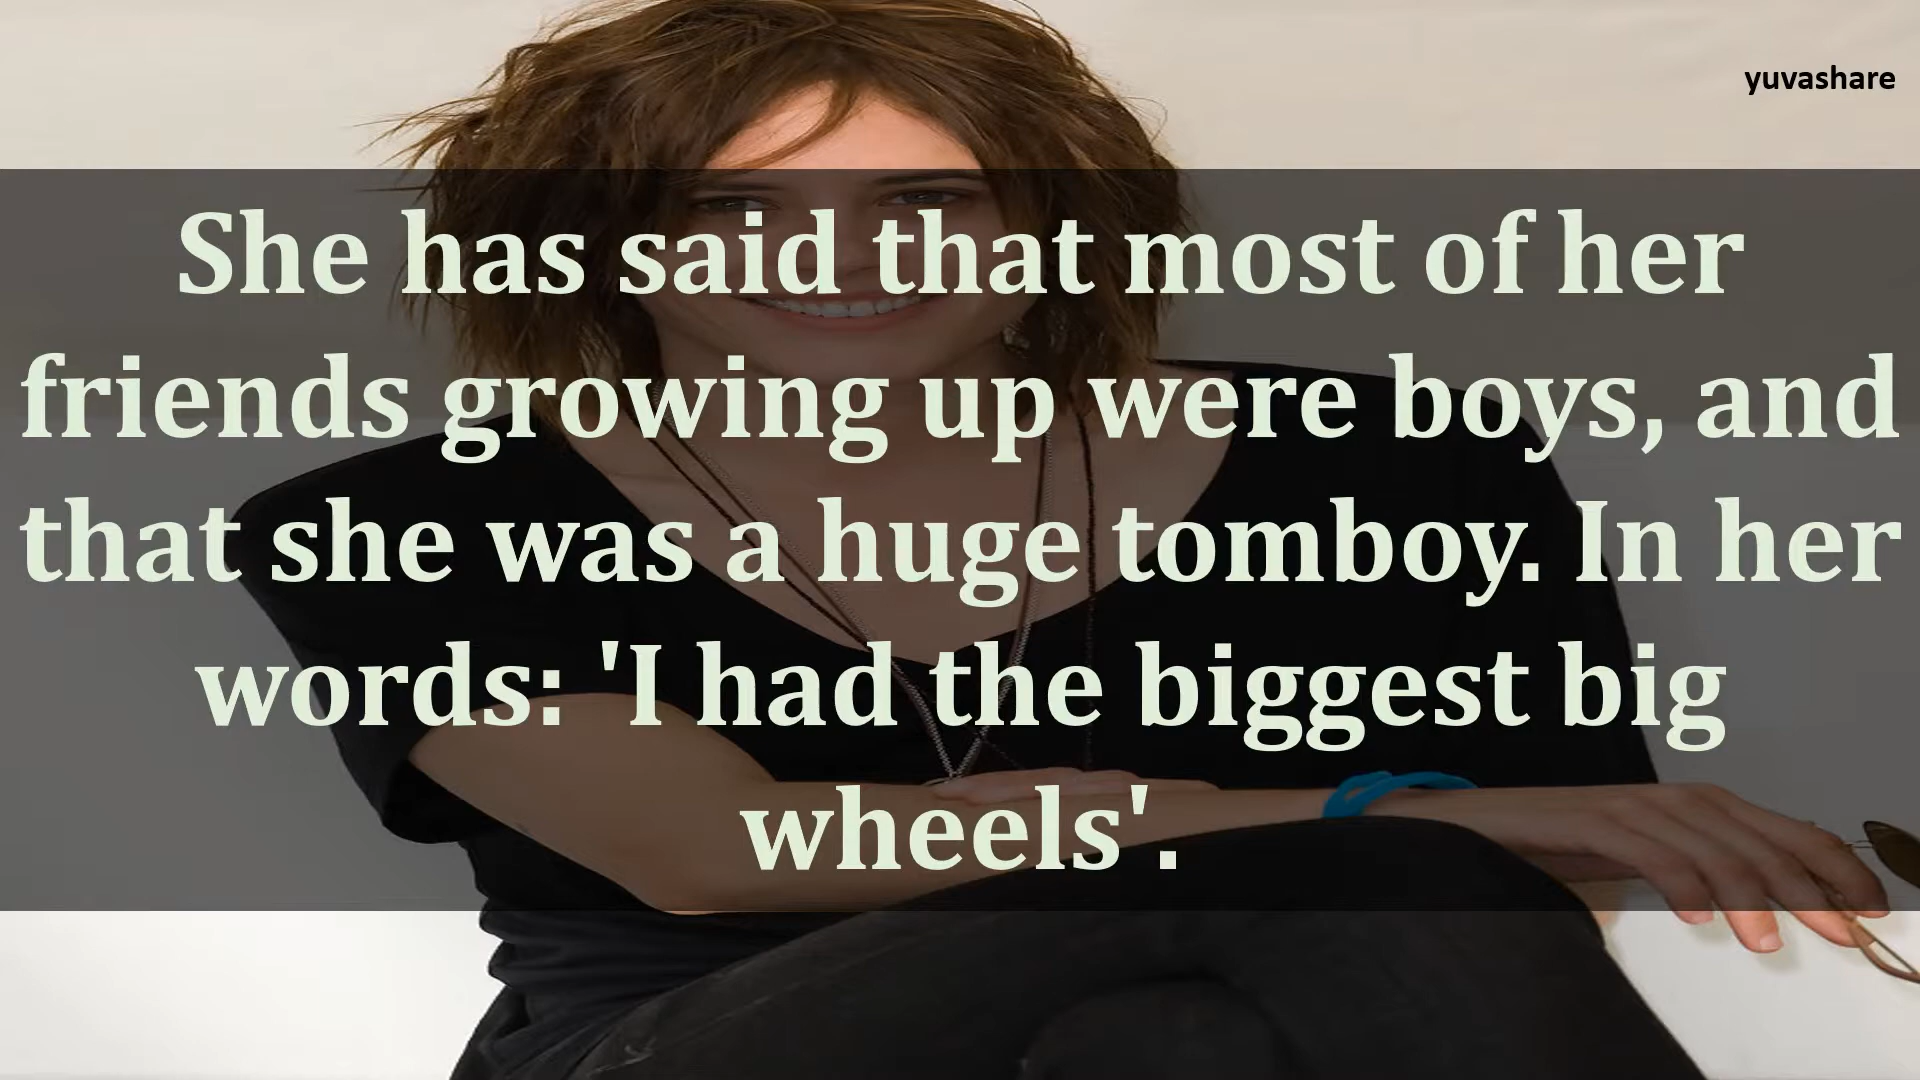 yuvashare
She has said that most of her
friends growing up were boys, and
that she was a huge tomboy. In her
words: 'I had the biggest big
wheels'.